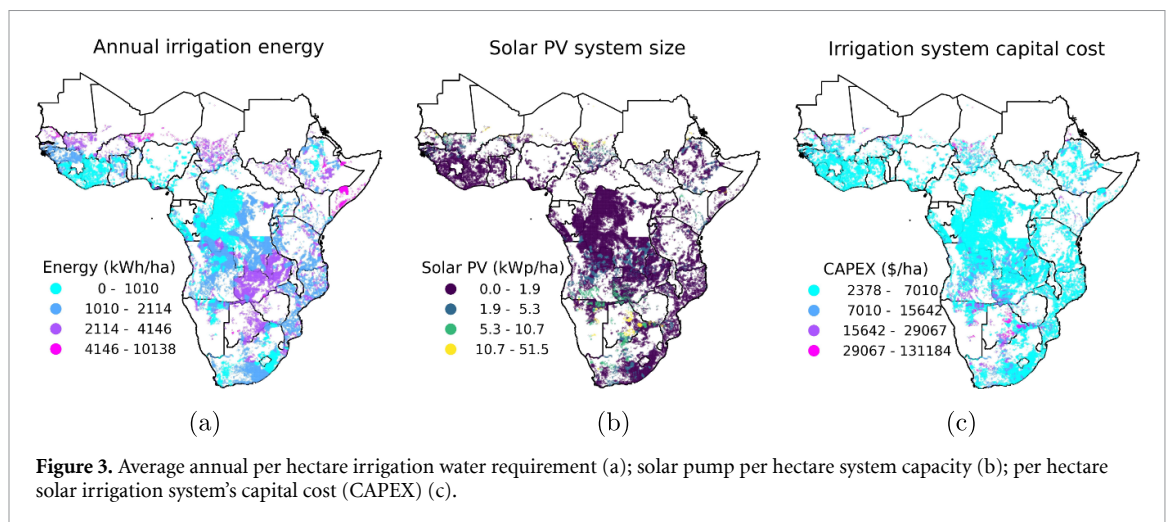 Annual irrigation energy
Energy (kWh/ha)
0 - 1010
1010 - 2114
2114 - 4146
4146 - 10138
(a)
Solar PV system size
Solar PV (kWp/ha)
0.0 - 1.9
1.9 - 5.3
5.3 - 10.7
10.7 - 51.5
(b)
Irrigation system capital cost
CAPEX ($/ha)
2378 - 7010
7010 - 15642
15642 - 29067
29067 - 131184
(c)
Figure 3. Average annual per hectare irrigation water requirement (a); solar pump per hectare system capacity (b); per hectare
solar irrigation system's capital cost (CAPEX) (c).